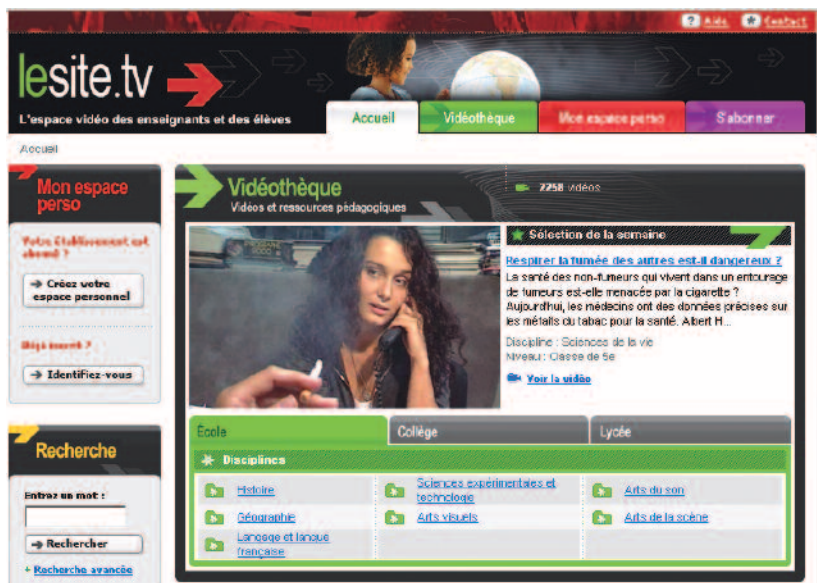 Aide Contact
lesite.tv
L'espace vidéo des enseignants et des élèves
Accueil Vidéothèque Mon espace perso S'abonner
Accueil
Mon espace
perso
Votre établissement est
abonné ?
Créez votre
espace personnel
Déjà inscrit ?
Identifiez-vous
Recherche
Entrez un mot :
Rechercher
+ Recherche avancée
Vidéothèque
Vidéos et ressources pédagogiques
2258 vidéos
Sélection de la semaine
Respirer la fumée des autres est-il dangereux ?
La santé des non-fumeurs qui vivent dans un entourage
de fumeurs est-elle menacée par la cigarette ?
Aujourd'hui, les médecins ont des données précises sur
les méfaits du tabac pour la santé. Albert H...
Discipline : Sciences de la vie
Niveau : Classe de 5e
Voir la vidéo
École Collège Lycée
Disciplines
Histoire
Sciences expérimentales et
technologie
Arts du son
Géographie
Arts visuels
Arts de la scène
Langage et langue
française